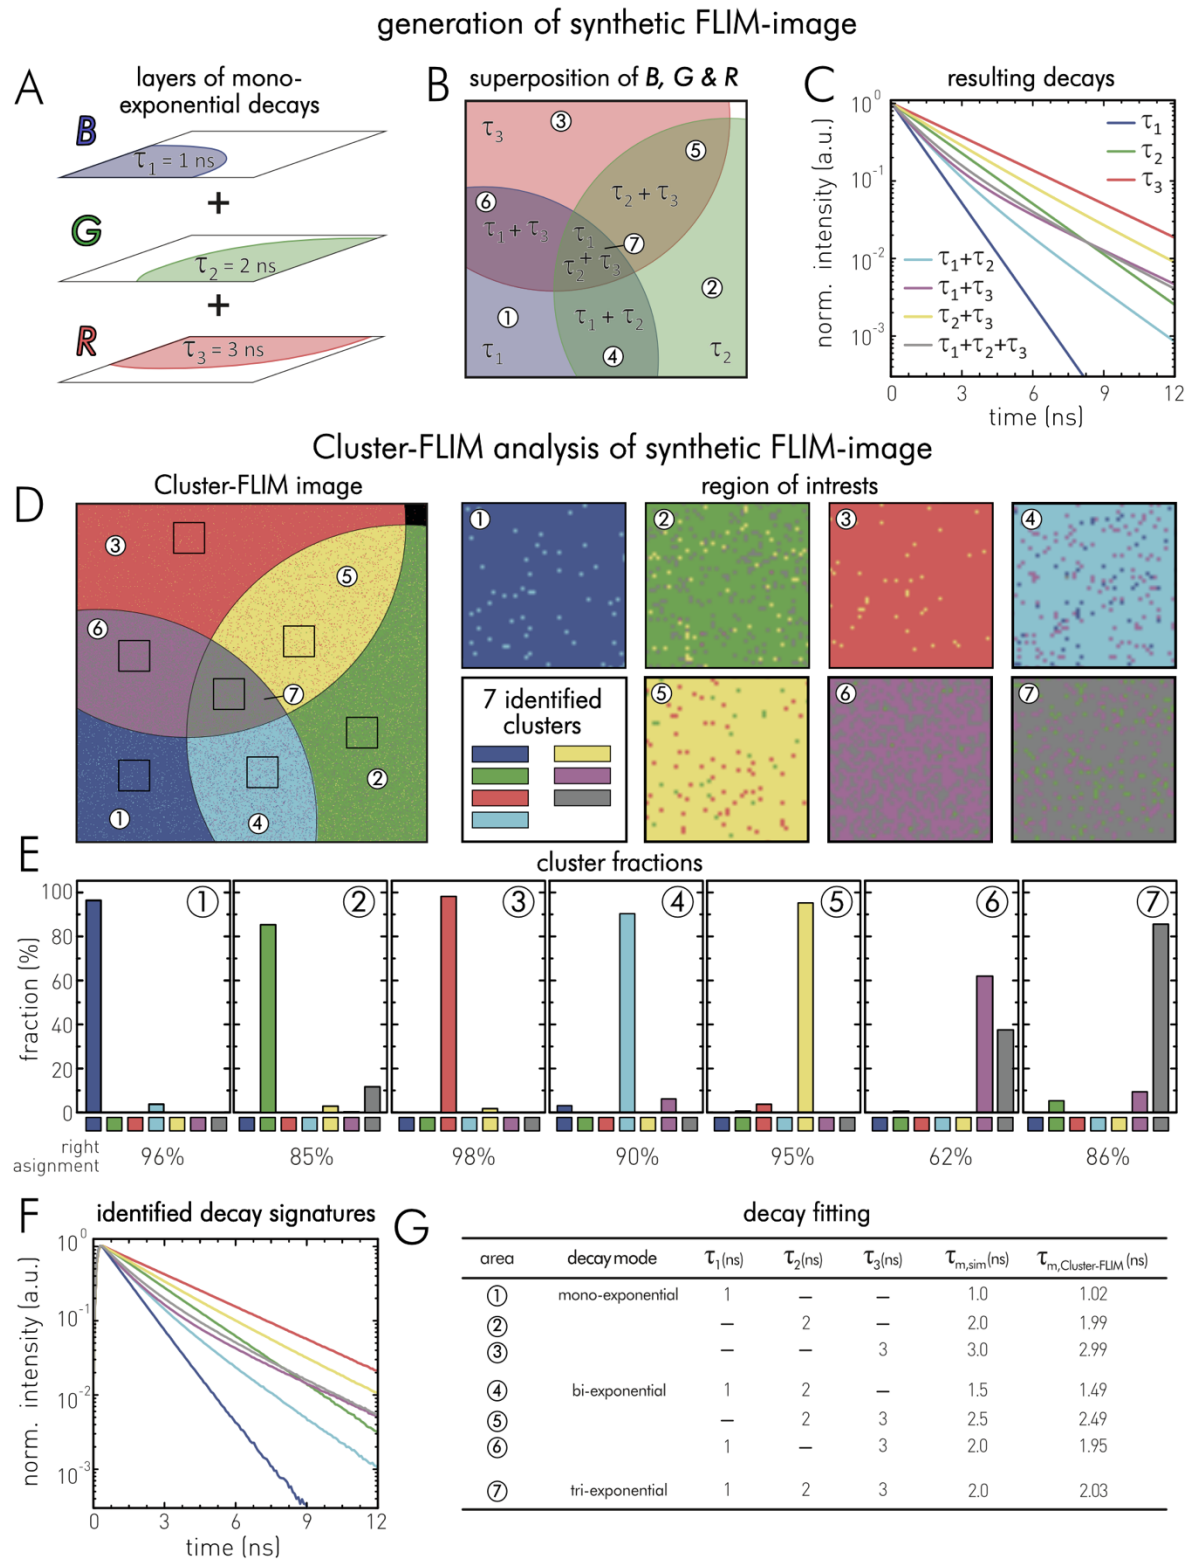 generation of synthetic FLIM-image
A
layers of mono-
exponential decays
B
τ1 = 1 ns
+
G
τ2 = 2 ns
+
R
τ3 = 3 ns
B
superposition of B, G & R
τ3
3
5
τ2 + τ3
6
τ1 + τ3
τ1
τ2 + τ3
7
2
1
τ1 + τ2
τ1
4
τ2
C
resulting decays
norm. intensity (a.u.)
10^0
10^-1
10^-2
10^-3
τ1
τ2
τ3
τ1+τ2
τ1+τ3
τ2+τ3
τ1+τ2+τ3
0 3 6 9 12
time (ns)
Cluster-FLIM analysis of synthetic FLIM-image
D
Cluster-FLIM image
3
5
6
7
2
1
4
region of intrests
1
2
3
4
7 identified
clusters
5
6
7
E
cluster fractions
fraction (%)
100
80
60
40
20
0
1 2 3 4 5 6 7
right
asignment
96% 85% 98% 90% 95% 62% 86%
F
identified decay signatures
norm. intensity (a.u.)
10^0
10^-1
10^-2
10^-3
0 3 6 9 12
time (ns)
G
decay fitting
area decay mode τ1(ns) τ2(ns) τ3(ns) τm,sim(ns) τm,Cluster-FLIM (ns)
1 mono-exponential 1 — — 1.0 1.02
2 — 2 — 2.0 1.99
3 — — 3 3.0 2.99
4 bi-exponential 1 2 — 1.5 1.49
5 — 2 3 2.5 2.49
6 1 — 3 2.0 1.95
7 tri-exponential 1 2 3 2.0 2.03